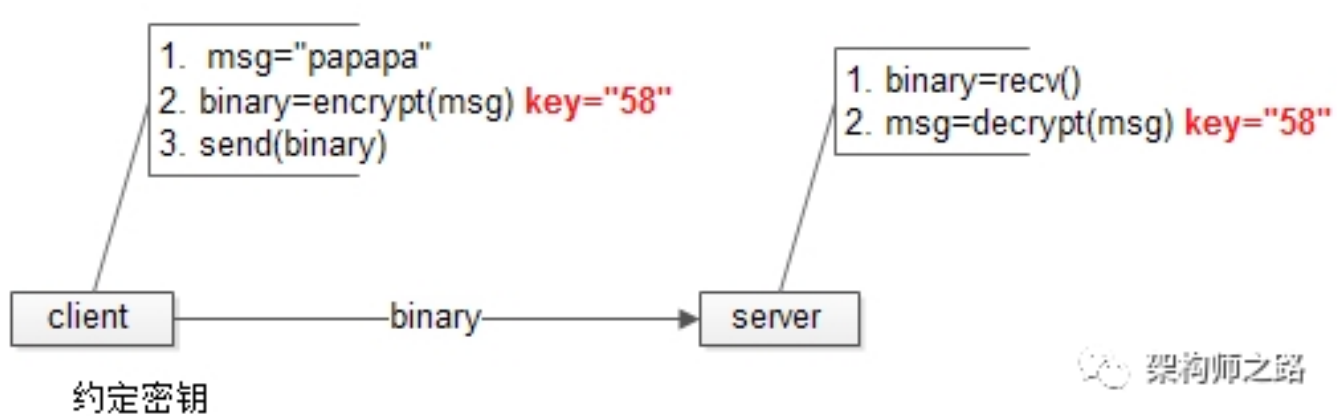 1. msg="papapa"
2. binary=encrypt(msg) key="58"
3. send(binary)
1. binary=recv()
2. msg=decrypt(msg) key="58"
client
binary
server
约定密钥
架构师之路